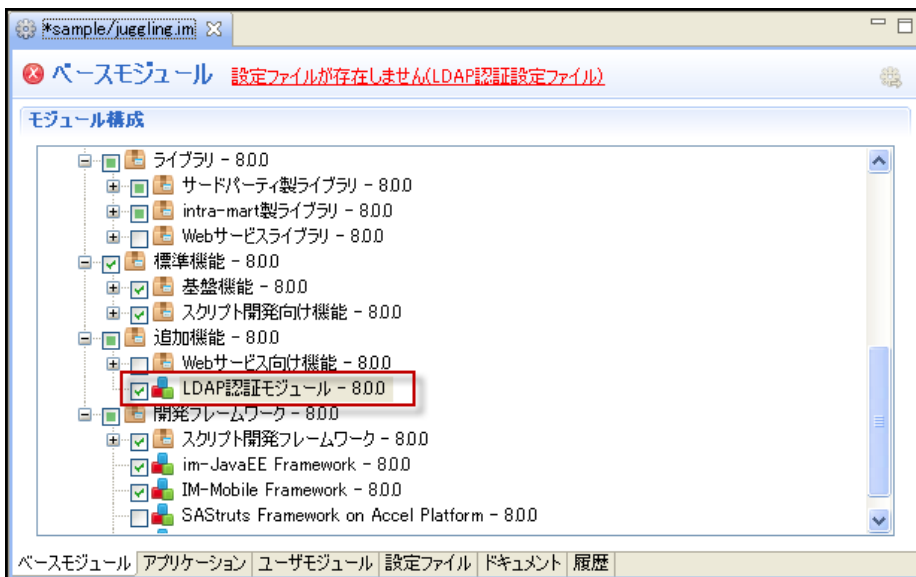 *sample/juggling.im
ベースモジュール 設定ファイルが存在しません(LDAP認証設定ファイル)
モジュール構成
ライブラリ - 8.0.0
サードパーティ製ライブラリ - 8.0.0
intra-mart製ライブラリ - 8.0.0
Webサービスライブラリ - 8.0.0
標準機能 - 8.0.0
基盤機能 - 8.0.0
スクリプト開発向け機能 - 8.0.0
追加機能 - 8.0.0
Webサービス向け機能 - 8.0.0
LDAP認証モジュール - 8.0.0
開発フレームワーク - 8.0.0
スクリプト開発フレームワーク - 8.0.0
im-JavaEE Framework - 8.0.0
IM-Mobile Framework - 8.0.0
SAStruts Framework on Accel Platform - 8.0.0
ベースモジュール アプリケーション ユーザモジュール 設定ファイル ドキュメント 履歴